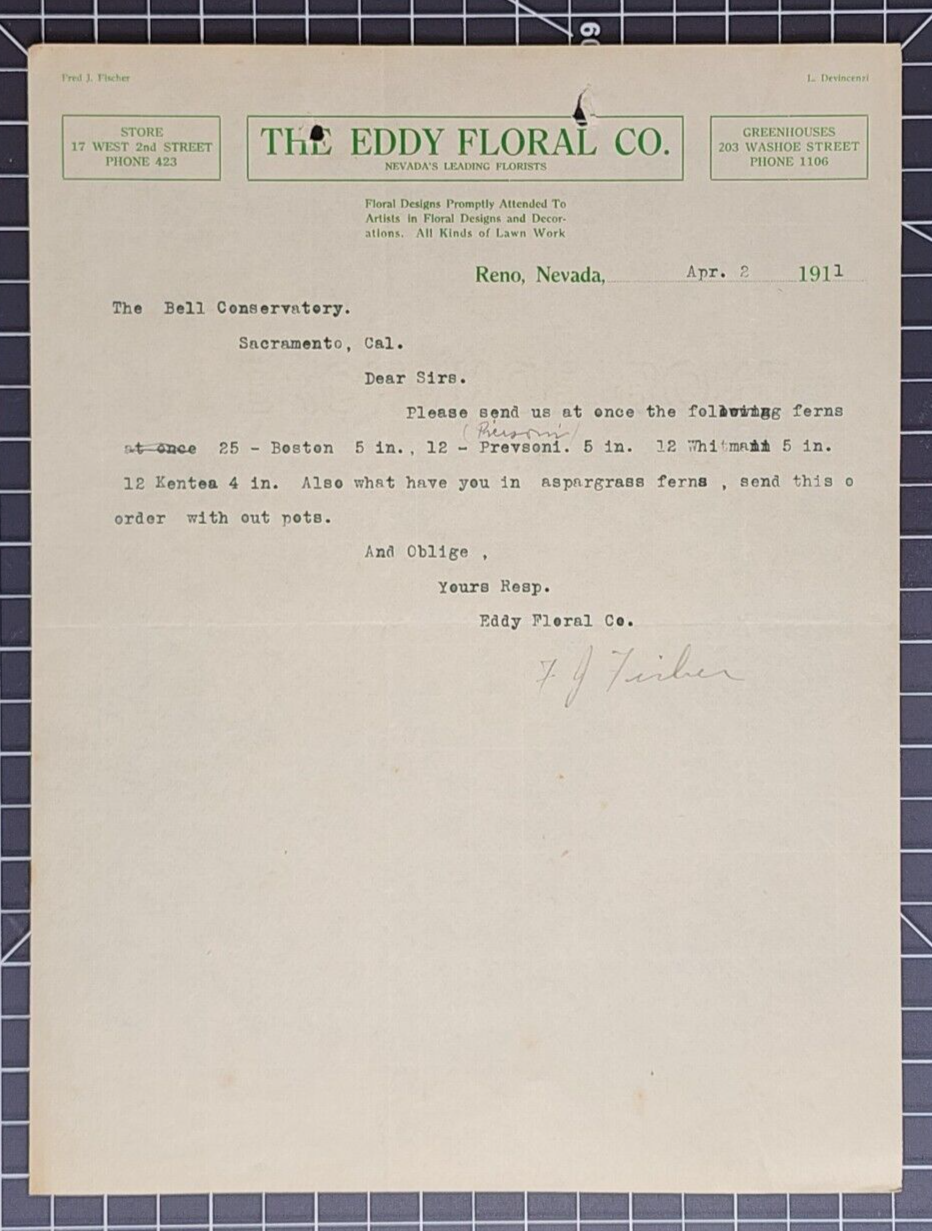 60
Fred J. Fischer
L. Devincenzi
STORE
17 WEST 2nd STREET
PHONE 423
THE EDDY FLORAL CO.
NEVADA'S LEADING FLORISTS
GREENHOUSES
203 WASHOE STREET
PHONE 1106
Floral Designs Promptly Attended To
Artists in Floral Designs and Decor-
ations. All Kinds of Lawn Work
Reno, Nevada, Apr. 2 1911
The Bell Conservatory.
Sacramento, Cal.
Dear Sirs.
Please send us at once the following ferns
(Piersoni)
at once 25 - Boston 5 in., 12 - Prevsoni. 5 in. 12 Whitmani 5 in.
12 Kentea 4 in. Also what have you in aspargrass ferns , send this o
order with out pots.
And Oblige ,
Yours Resp.
Eddy Floral Co.
F J Fischer